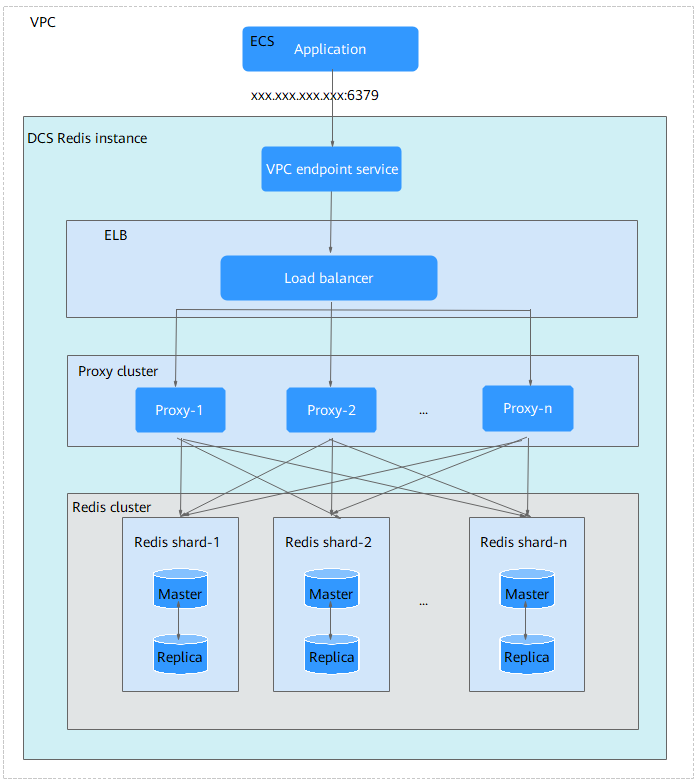 VPC
ECS
Application
xxx.xxx.xxx.xxx:6379
DCS Redis instance
VPC endpoint service
ELB
Load balancer
Proxy cluster
Proxy-1
Proxy-2
...
Proxy-n
Redis cluster
Redis shard-1
Redis shard-2
Redis shard-n
Master
Master
...
Master
Replica
Replica
Replica